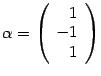 α = ( 1
-1
1 )